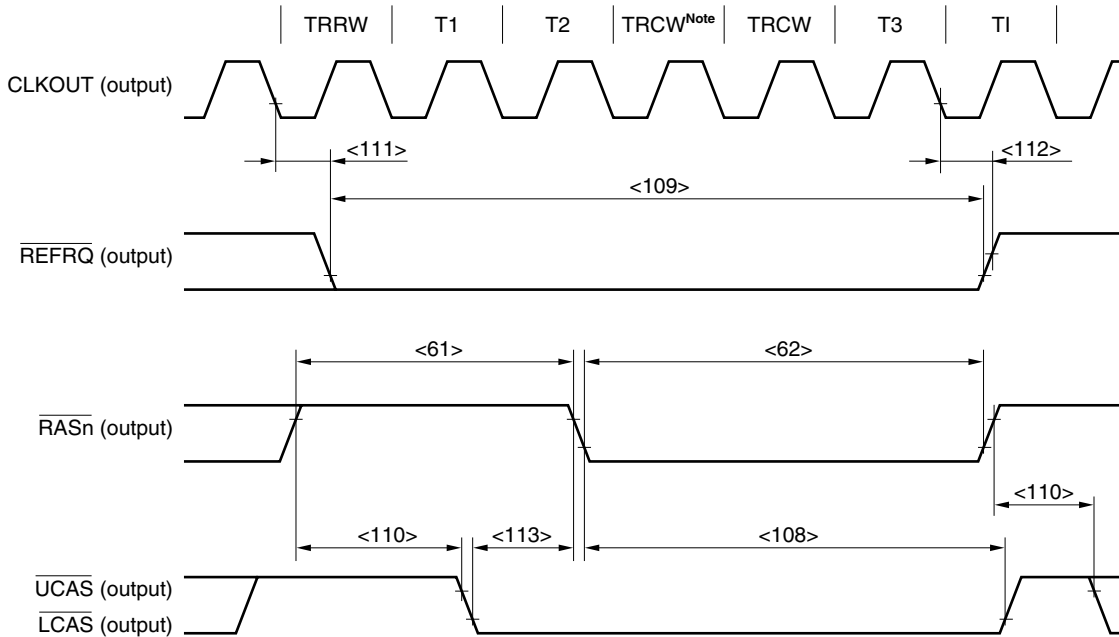 TRRW T1 T2 TRCWNote TRCW T3 TI
CLKOUT (output)
<111> <112>
<109>
REFRQ (output)
<61> <62>
RASn (output)
<110>
<110> <113> <108>
UCAS (output)
LCAS (output)